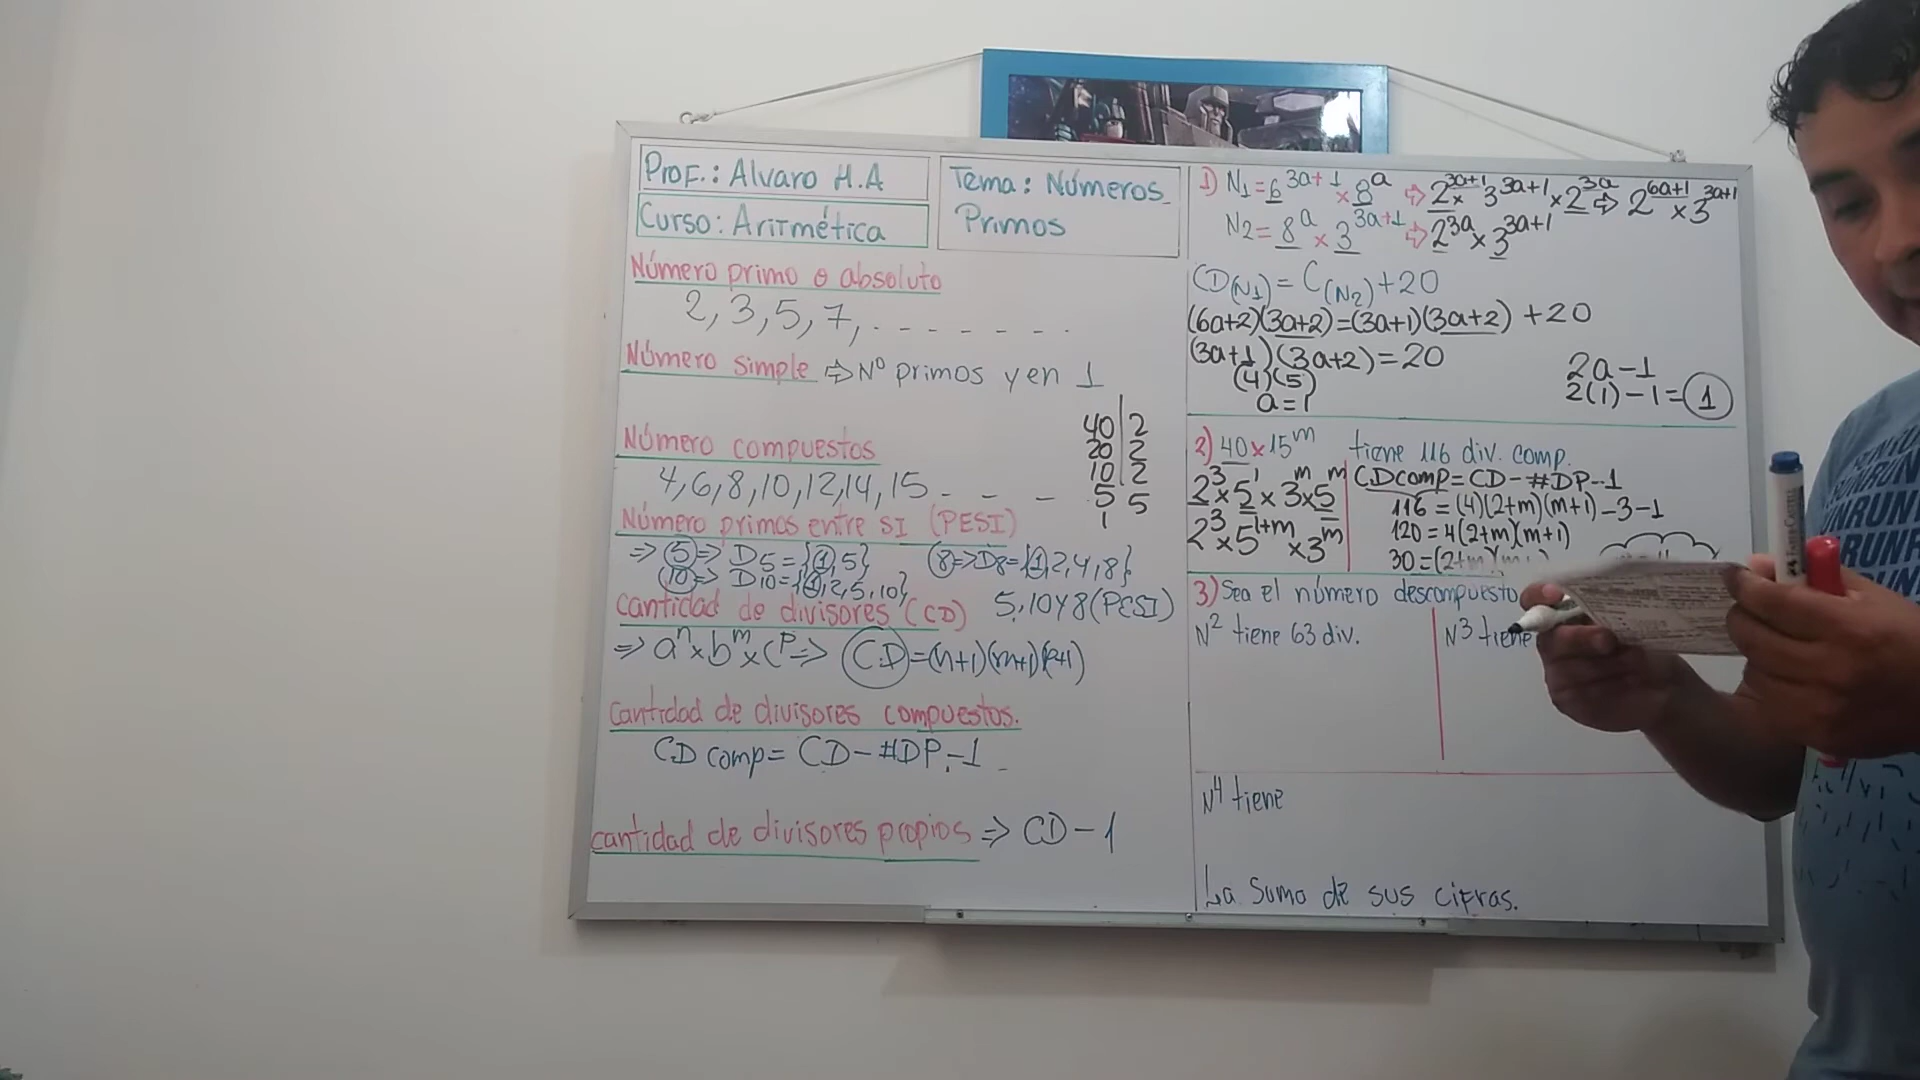 Prof.: Alvaro H.A
Curso: Aritmética
Tema: Números
Primos
Número primo o absoluto
2, 3, 5, 7, . - - - - - - .
Número simple ⇨ Nº primos y en 1
Número compuestos
4,6,8,10,12,14,15 - - -
40 | 2
20 | 2
10 | 2
5 | 5
1
Número primos entre SI (PESI)
⇒ 5 ⇒ D5 = {1,5}
10 ⇒ D10 = {1,2,5,10}
8 ⇒ D8 = {1,2,4,8}
5,10 y 8 (PESI)
Cantidad de divisores (CD)
⇒ aⁿ x bᵐ x Cᵖ ⇒ CD = (n+1)(m+1)(p+1)
Cantidad de divisores compuestos.
CD comp = CD - #DP - 1
Cantidad de divisores propios ⇒ CD - 1
1) N1 = 6^3a+1 x 8^a ⇨ 2^3a+1 x 3^3a+1 x 2^3a ⇨ 2^6a+1 x 3^3a+1
N2 = 8^a x 3^3a+1 ⇨ 2^3a x 3^3a+1
CD(N1) = C(N2) + 20
(6a+2)(3a+2) = (3a+1)(3a+2) + 20
(3a+1)(3a+2) = 20
(4)(5)
a = 1
2a - 1
2(1) - 1 = 1
2) 40 x 15^m tiene 116 div. comp.
2^3 x 5^1 x 3^m x 5^m
2^3 x 5^1+m x 3^m
CDcomp = CD - #DP - 1
116 = (4)(2+m)(m+1) - 3 - 1
120 = 4(2+m)(m+1)
30 = (2+m)
3) Sea el número descompuesto
N² tiene 63 div.
N³ tiene
N⁴ tiene
La Suma de sus cifras.